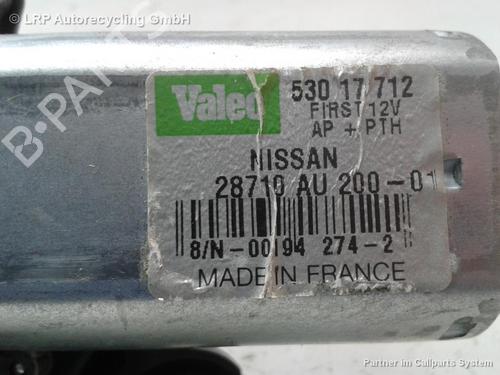 © LRP Autorecycling GmbH
Valeo
530 17 712
FIRST 12V
AP + PTH
NISSAN
28710 AU 200-01
8/N-00194 274-2
MADE IN FRANCE
Partner im Callparts System